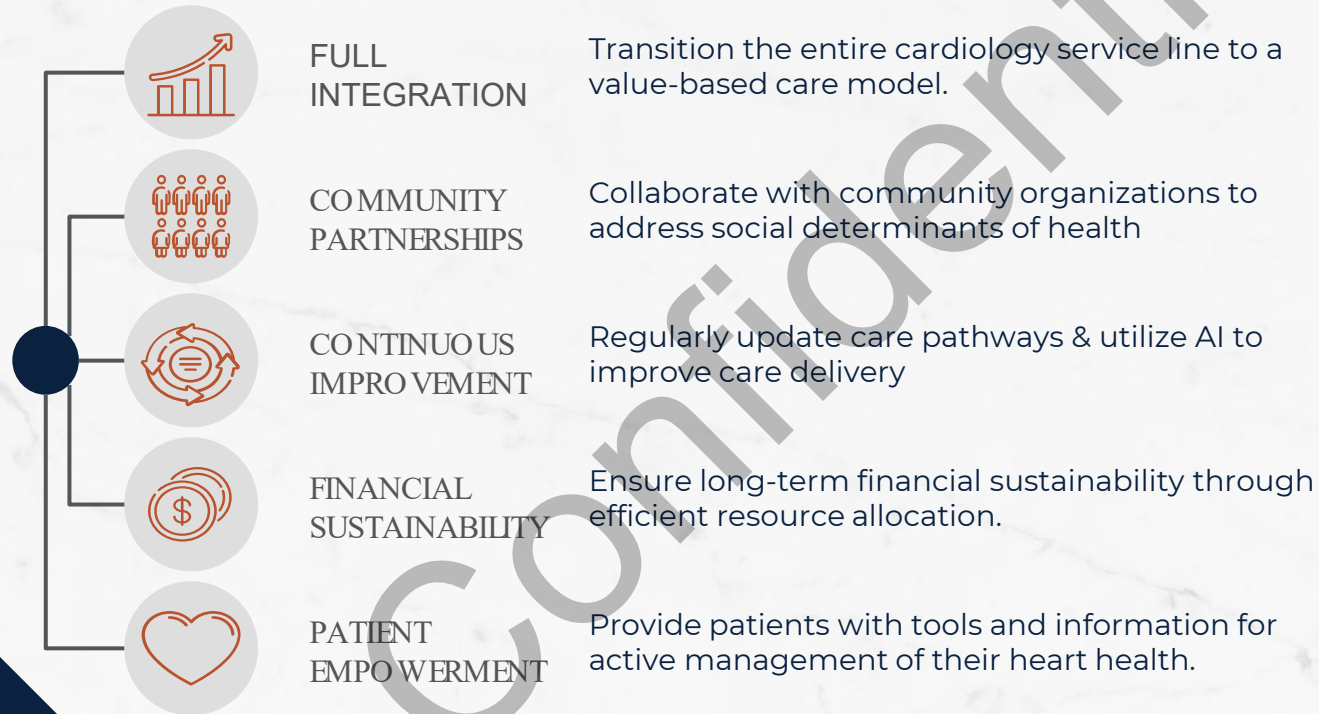 FULL
INTEGRATION
Transition the entire cardiology service line to a
value-based care model.
COMMUNITY
PARTNERSHIPS
Collaborate with community organizations to
address social determinants of health
CONTINUOUS
IMPROVEMENT
Regularly update care pathways & utilize AI to
improve care delivery
FINANCIAL
SUSTAINABILITY
Ensure long-term financial sustainability through
efficient resource allocation.
PATIENT
EMPOWERMENT
Provide patients with tools and information for
active management of their heart health.
$